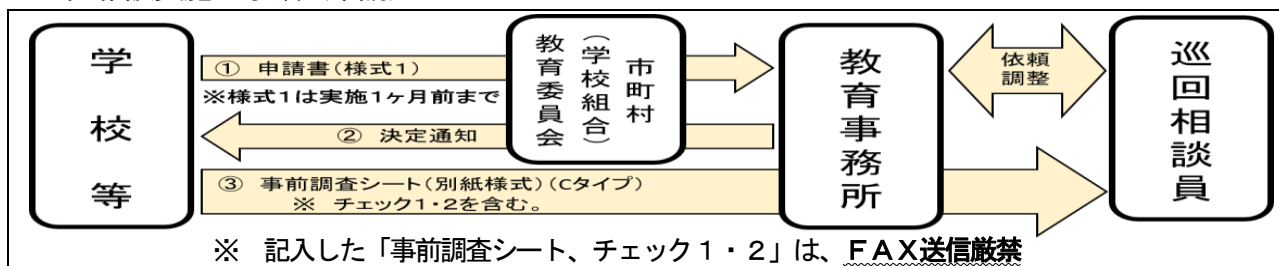 学校等
① 申請書(様式1)
※様式1は実施1ヶ月前まで
② 決定通知
③ 事前調査シート(別紙様式)(Cタイプ)
※ チェック1・2を含む。
市町村
(学校組合)
教育委員会
教育事務所
依頼
調整
巡回相談員
※ 記入した「事前調査シート、チェック1・2」は、FAX送信厳禁